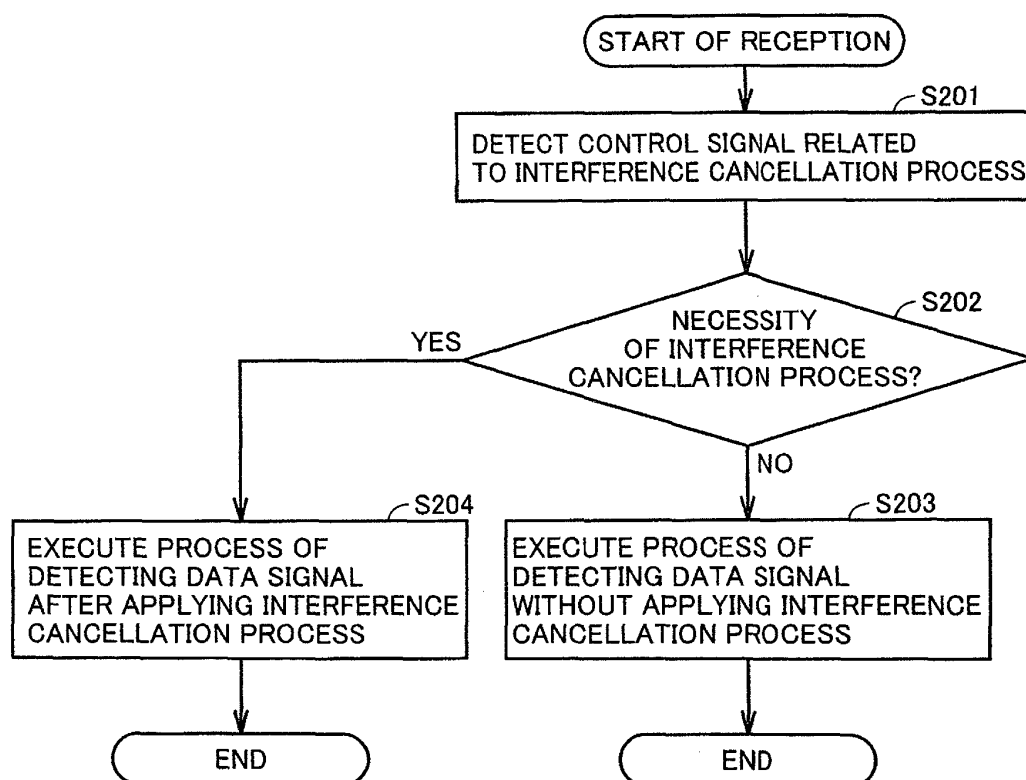 START OF RECEPTION
S201
DETECT CONTROL SIGNAL RELATED
TO INTERFERENCE CANCELLATION PROCESS
S202
NECESSITY
OF INTERFERENCE
CANCELLATION PROCESS?
YES
NO
S204
EXECUTE PROCESS OF
DETECTING DATA SIGNAL
AFTER APPLYING INTERFERENCE
CANCELLATION PROCESS
S203
EXECUTE PROCESS OF
DETECTING DATA SIGNAL
WITHOUT APPLYING INTERFERENCE
CANCELLATION PROCESS
END
END